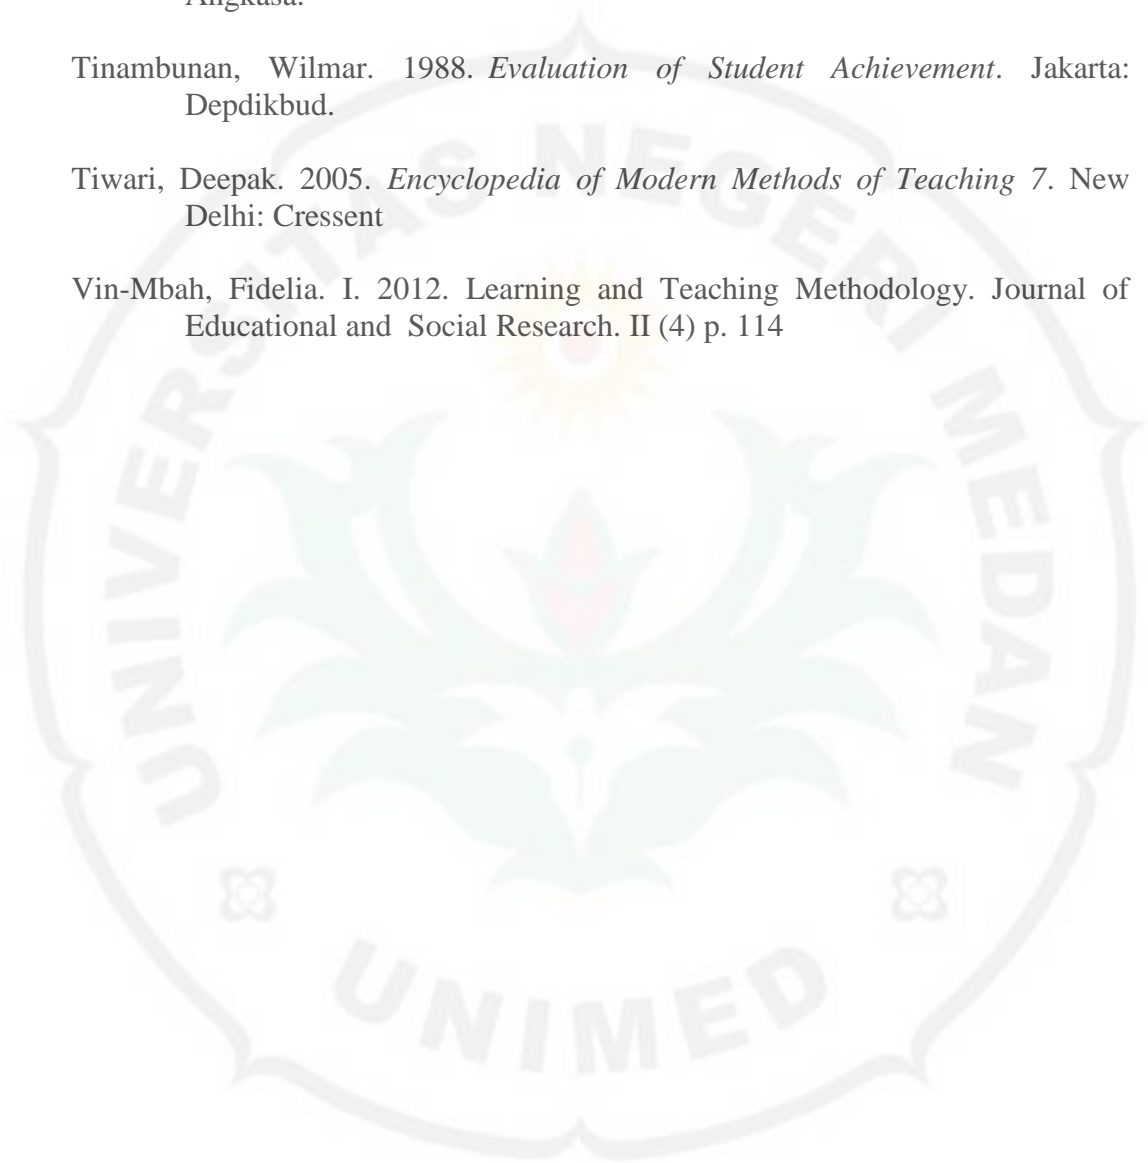 Angkasa.
Tinambunan, Wilmar. 1988. Evaluation of Student Achievement. Jakarta:
Depdikbud.
Tiwari, Deepak. 2005. Encyclopedia of Modern Methods of Teaching 7. New
Delhi: Cressent
Vin-Mbah, Fidelia. I. 2012. Learning and Teaching Methodology. Journal of
Educational and  Social Research. II (4) p. 114
UNIVERSITAS NEGERI MEDAN
UNIMED